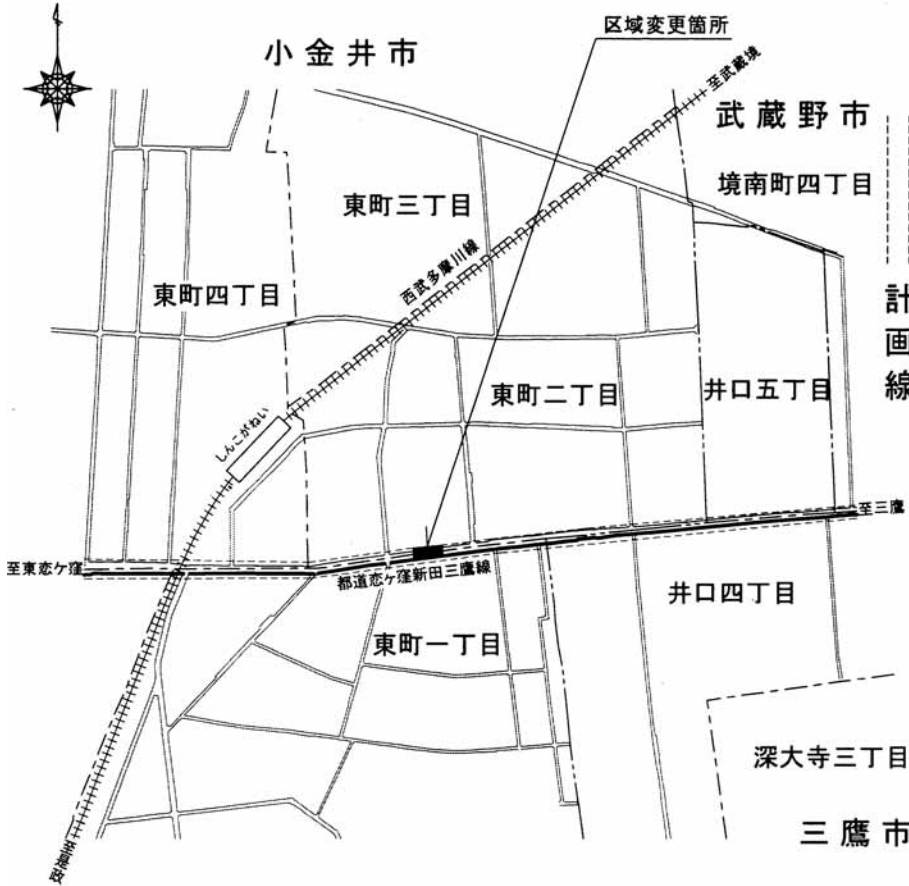 区域変更箇所
小金井市
至武蔵境
武蔵野市
境南町四丁目
東町三丁目
西武多摩川線
東町四丁目
計画線
東町二丁目
井口五丁目
しんこがねい
至三鷹
至東恋ケ窪
都道恋ケ窪新田三鷹線
井口四丁目
東町一丁目
深大寺三丁目
三鷹市
至是政